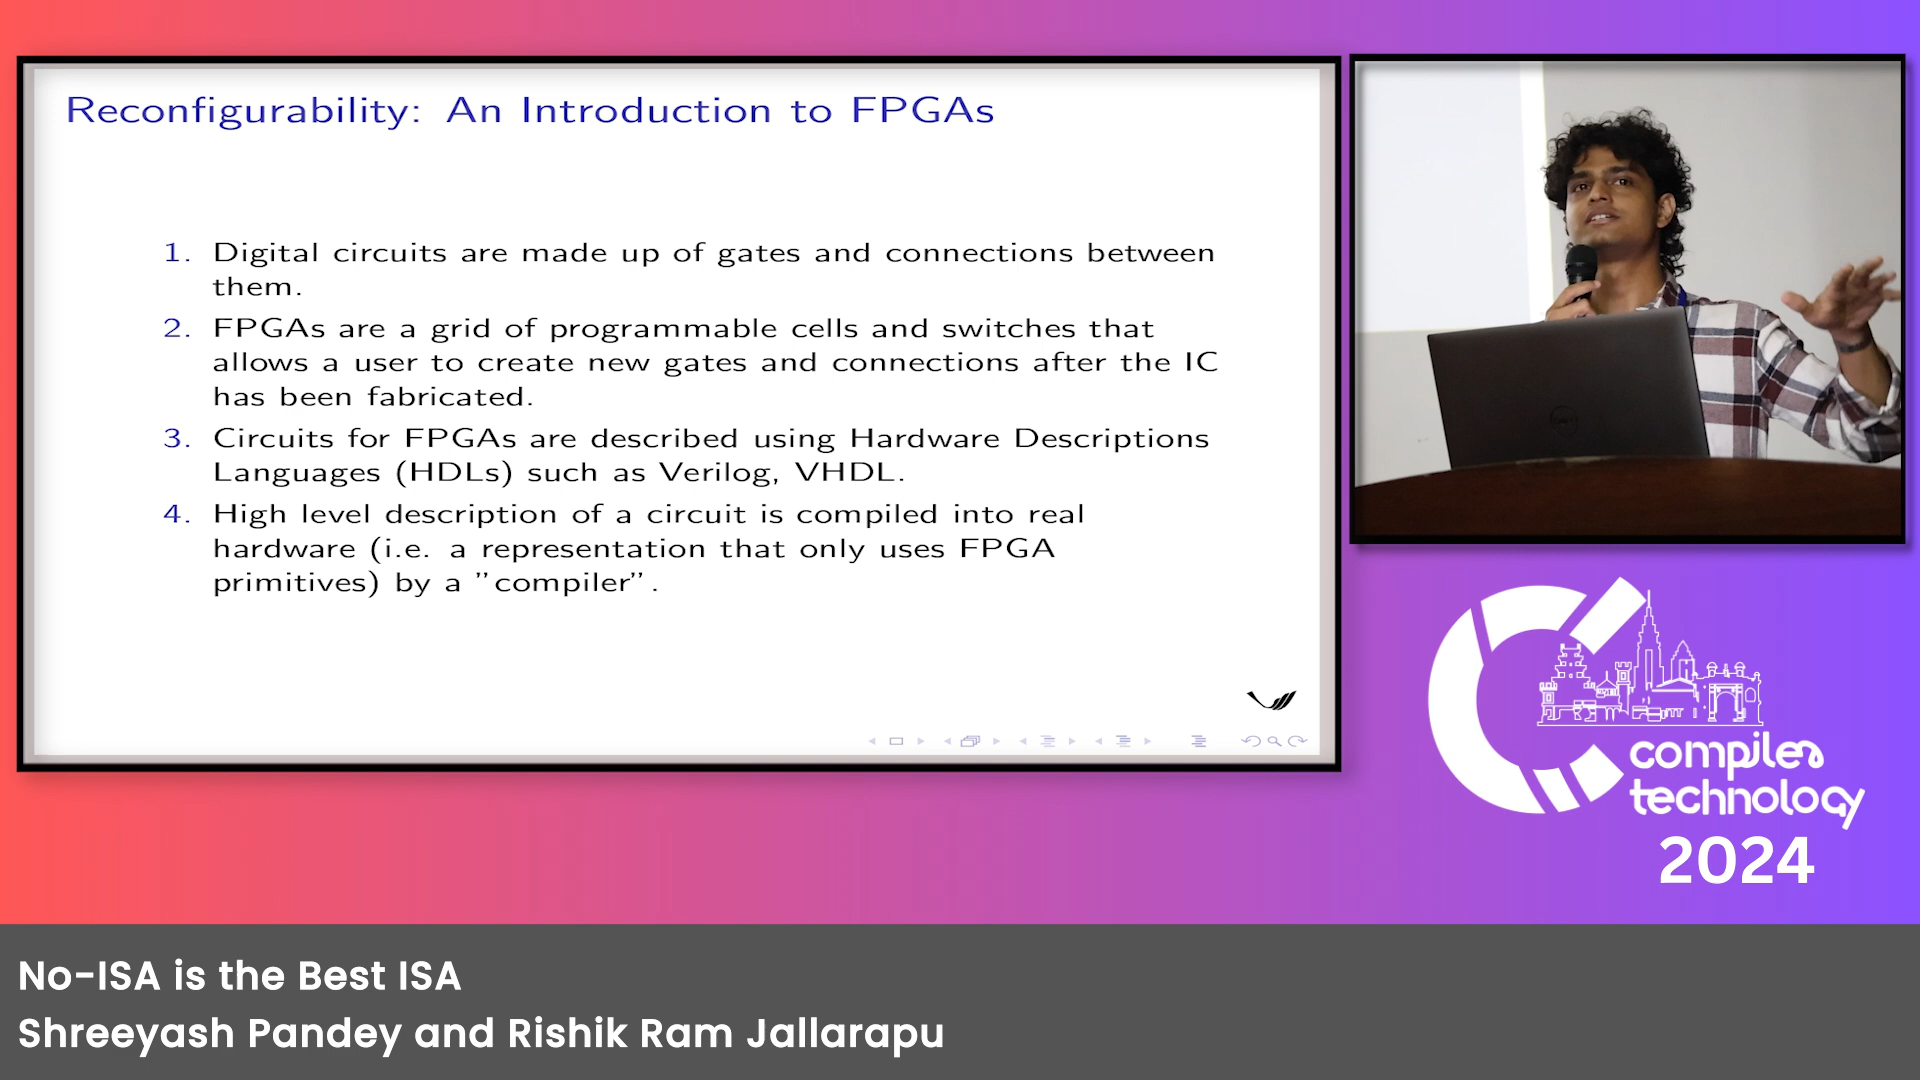 Reconfigurability: An Introduction to FPGAs
1. Digital circuits are made up of gates and connections between
them.
2. FPGAs are a grid of programmable cells and switches that
allows a user to create new gates and connections after the IC
has been fabricated.
3. Circuits for FPGAs are described using Hardware Descriptions
Languages (HDLs) such as Verilog, VHDL.
4. High level description of a circuit is compiled into real
hardware (i.e. a representation that only uses FPGA
primitives) by a ”compiler”.
compiler
technology
2024
No-ISA is the Best ISA
Shreeyash Pandey and Rishik Ram Jallarapu